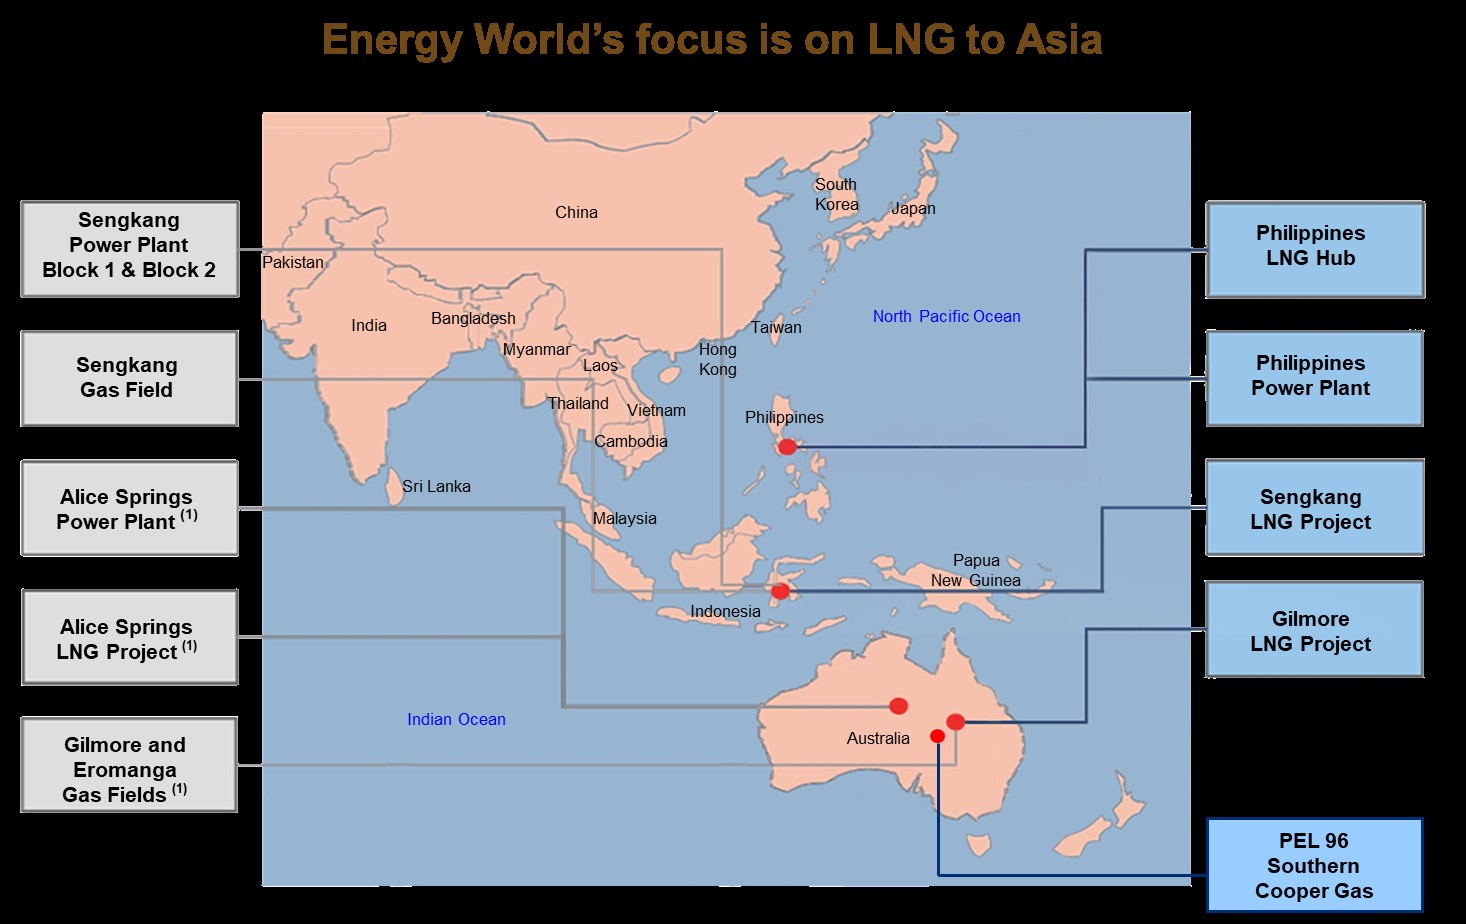 Energy World’s focus is on LNG to Asia
Sengkang
Power Plant
Block 1 & Block 2
Sengkang
Gas Field
Alice Springs
Power Plant (1)
Alice Springs
LNG Project (1)
Gilmore and
Eromanga
Gas Fields (1)
China
South
Korea
Japan
Pakistan
India
Bangladesh
Myanmar
Laos
Thailand
Vietnam
Cambodia
Hong
Kong
Taiwan
North Pacific Ocean
Philippines
Sri Lanka
Malaysia
Papua
New Guinea
Indonesia
Indian Ocean
Australia
Philippines
LNG Hub
Philippines
Power Plant
Sengkang
LNG Project
Gilmore
LNG Project
PEL 96
Southern
Cooper Gas